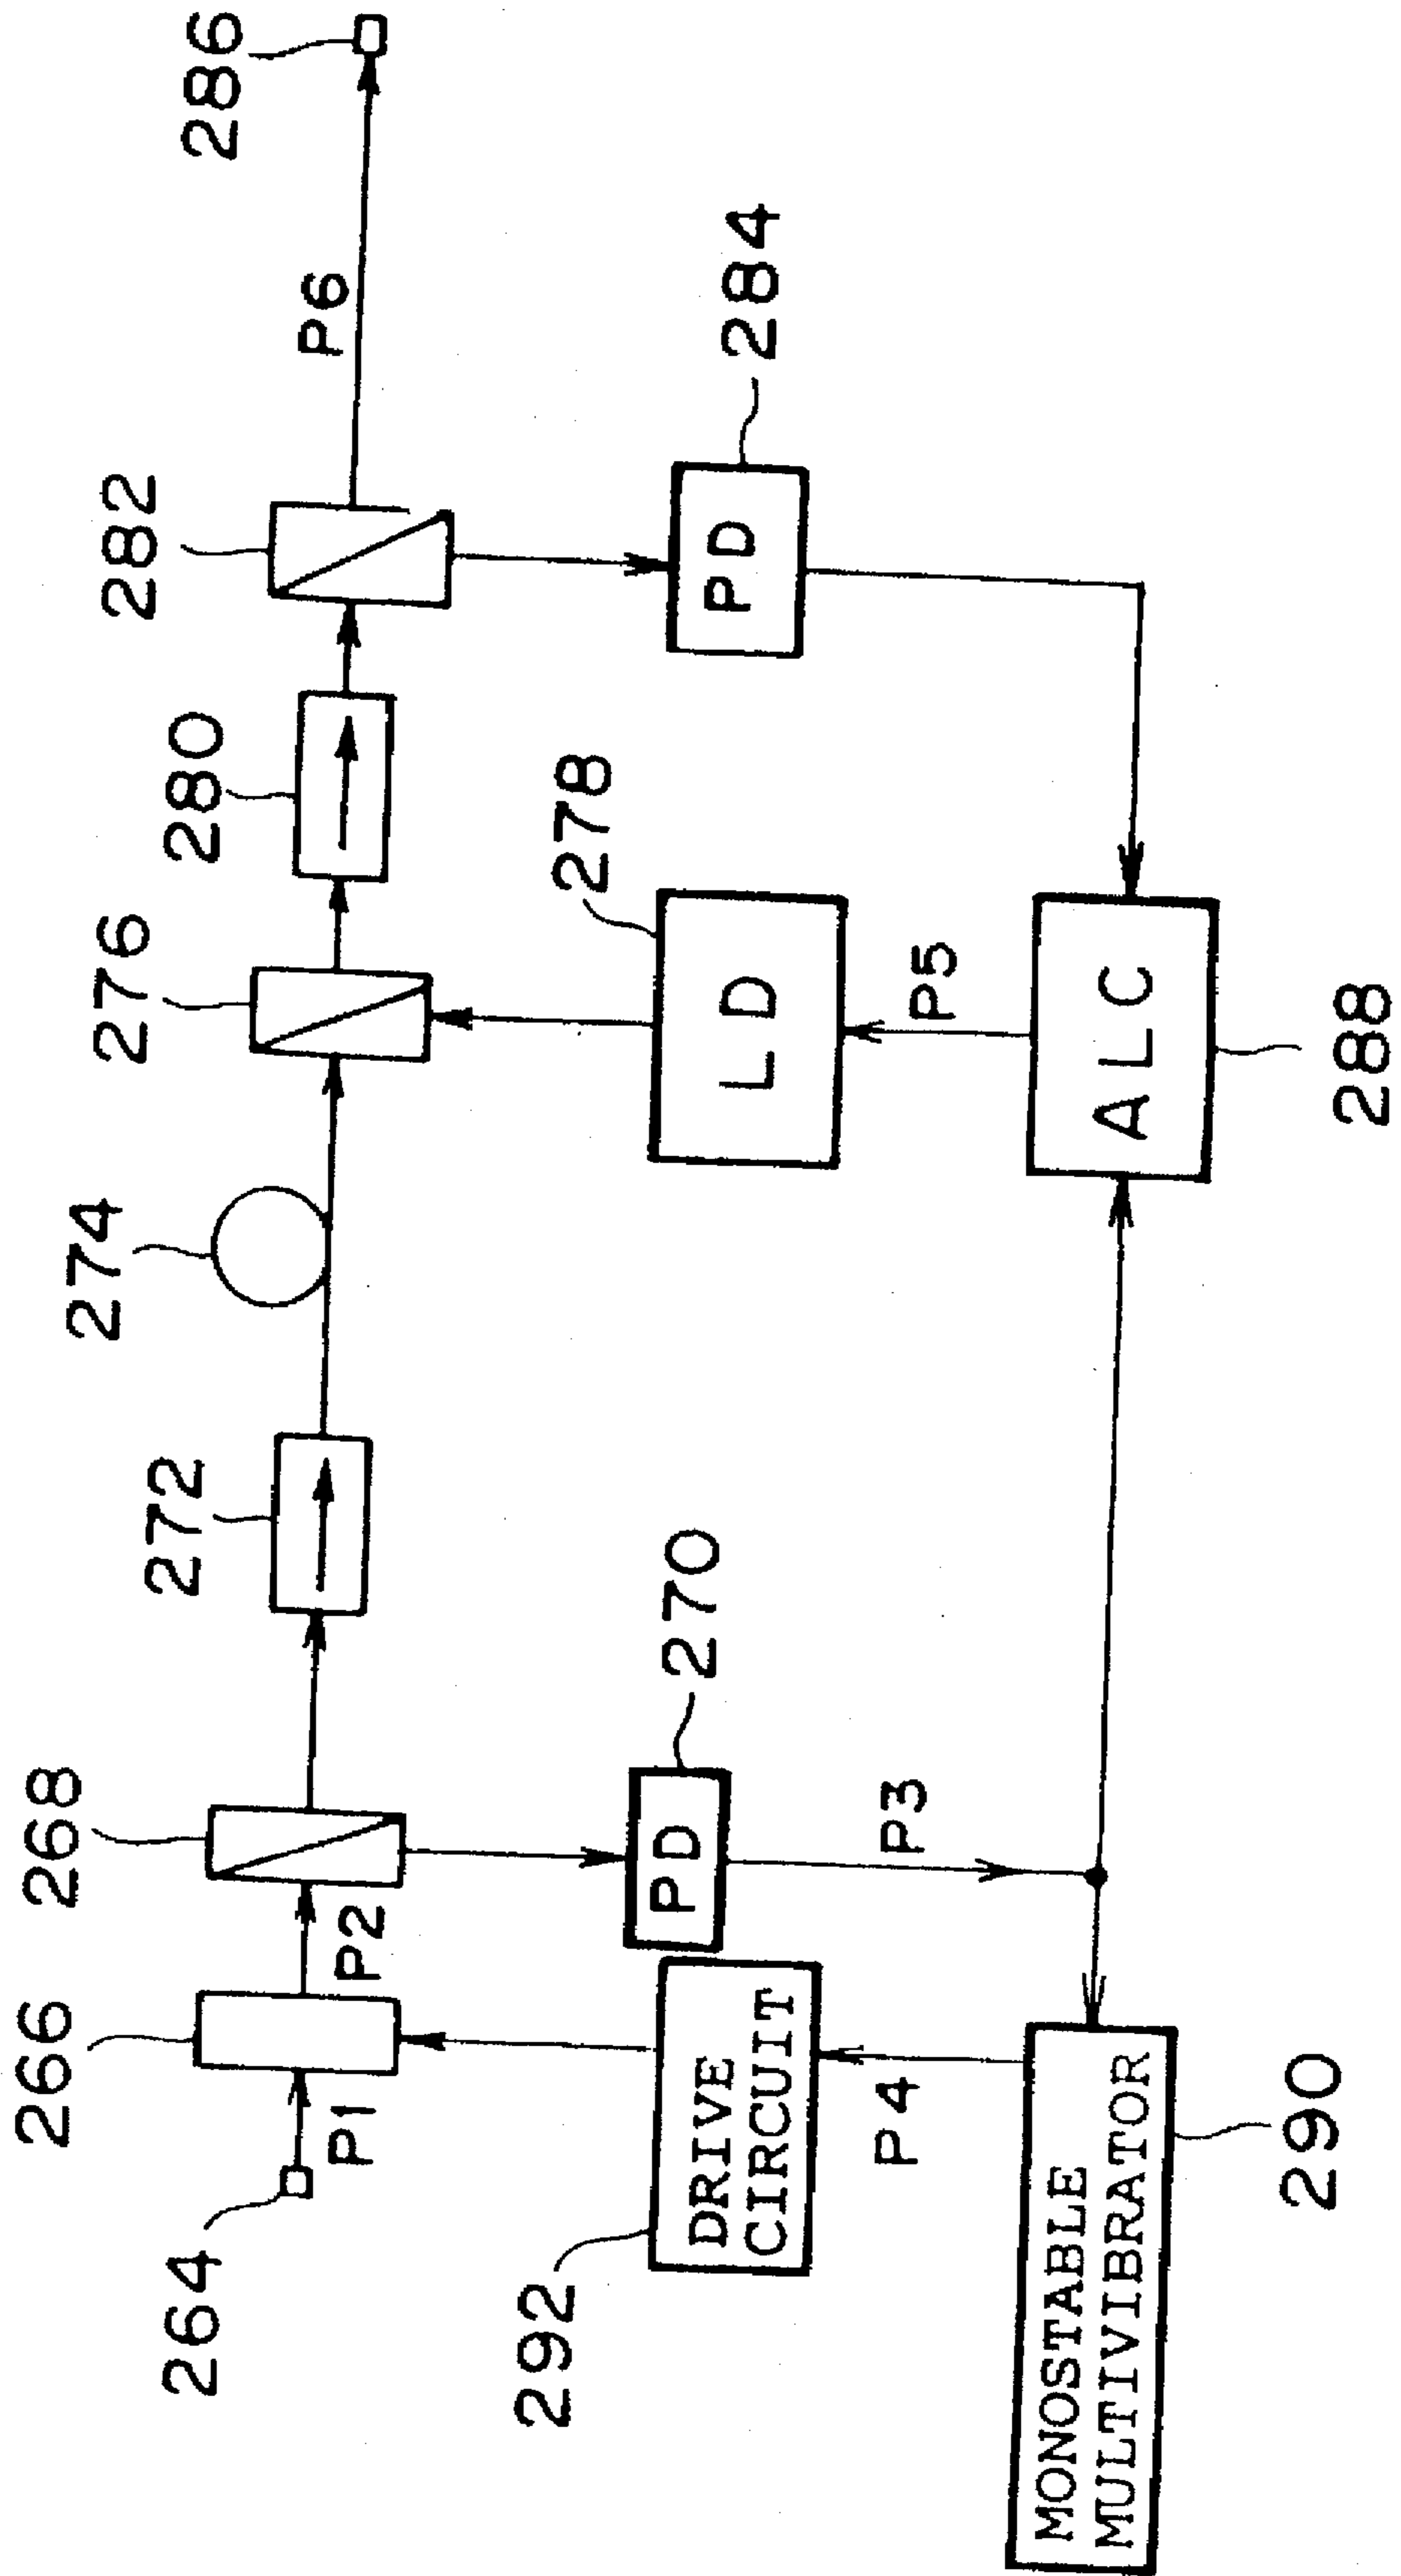 264
P1
266
P2
268
272
274
276
280
282
P6
286
292
DRIVE
CIRCUIT
PD
270
LD
278
PD
284
P4
P3
P5
MONOSTABLE
MULTIVIBRATOR
290
ALC
288